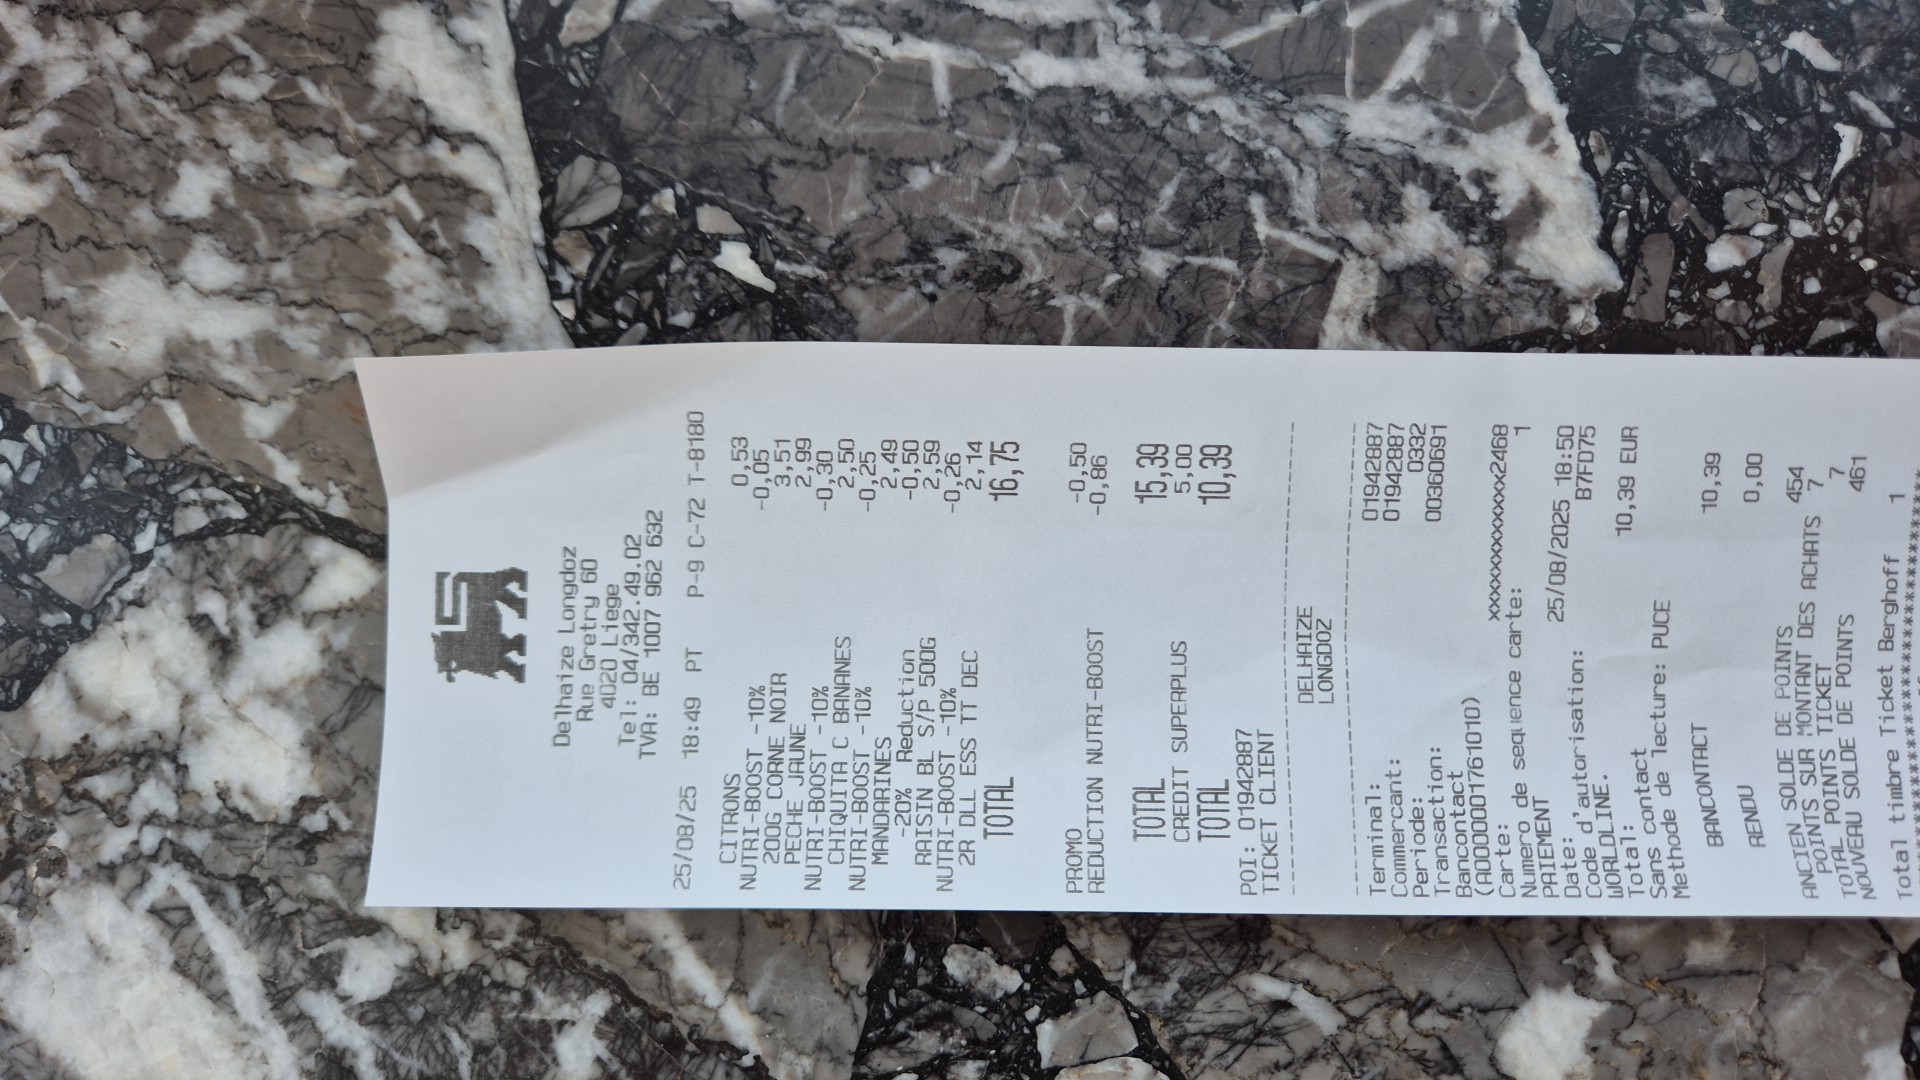 Delhaize Longdoz
Rue Gretry 60
4020 Liege
Tel: 04/342.49.02
TVA: BE 1007 962 632
25/08/25 18:49 PT P-9 C-72 T-8180
CITRONS 0,53
NUTRI-BOOST -10% -0,05
200G CORNE NOIR 3,51
PECHE JAUNE 2,99
NUTRI-BOOST -10% -0,30
CHIQUITA C BANANES 2,50
NUTRI-BOOST -10% -0,25
MANDARINES 2,49
-20% Reduction -0,50
RAISIN BL S/P 500G 2,59
NUTRI-BOOST -10% -0,26
2R DLL ESS TT DEC 2,14
TOTAL 16,75
PROMO -0,50
REDUCTION NUTRI-BOOST -0,86
TOTAL 15,39
CREDIT SUPERPLUS 5,00
TOTAL 10,39
POI: 01942887
TICKET CLIENT
DELHAIZE
LONGDOZ
Terminal: 01942887
Commercant: 01942887
Periode: 0332
Transaction: 00360691
Bancontact
(A0000001761010)
Carte: xxxxxxxxxxxxx2468
Numero de sequence carte: 1
PAIEMENT
Date: 25/08/2025 18:50
Code d'autorisation: B7FD75
WORLDLINE.
Total: 10,39 EUR
Sans contact
Methode de lecture: PUCE
BANCONTACT 10,39
RENDU 0,00
ANCIEN SOLDE DE POINTS 454
POINTS SUR MONTANT DES ACHATS 7
TOTAL POINTS TICKET 7
NOUVEAU SOLDE DE POINTS 461
Total timbre Ticket Berghoff 1